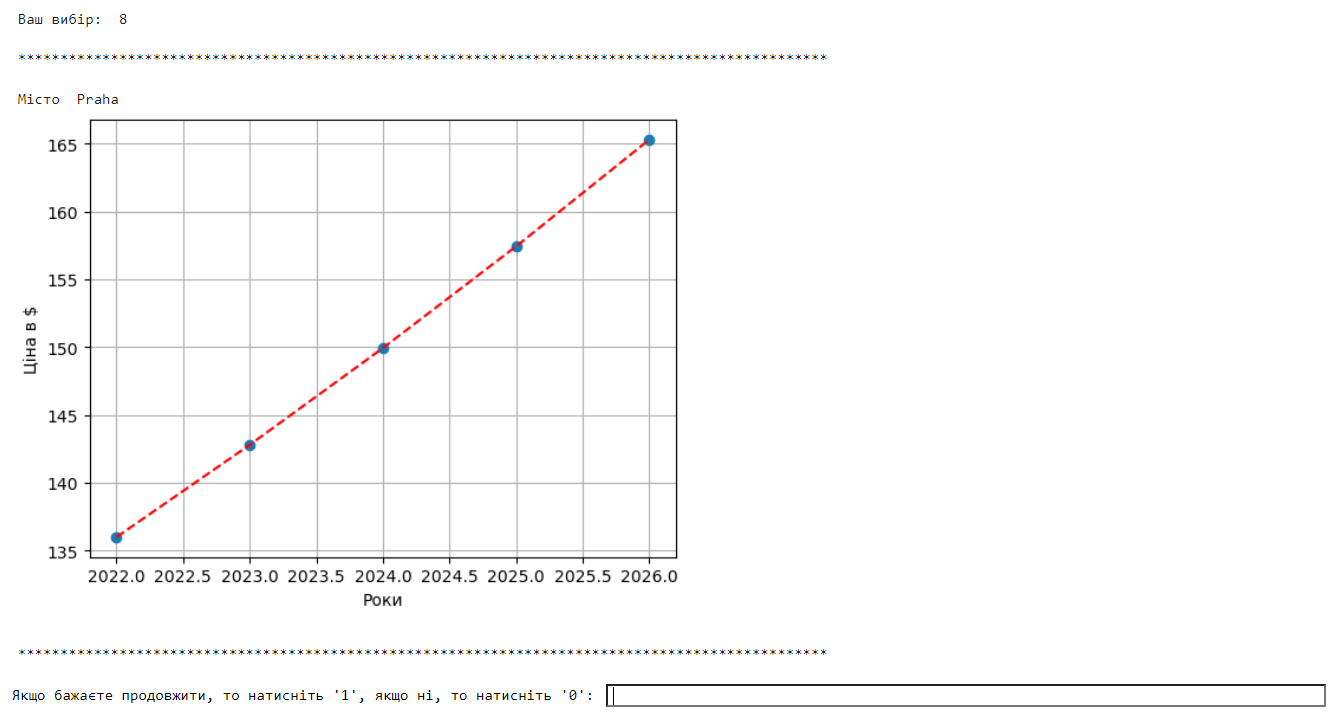 Ваш вибір:  8
************************************************************************************************
Місто  Praha
165
160
155
150
145
140
135
Ціна в $
2022.0 2022.5 2023.0 2023.5 2024.0 2024.5 2025.0 2025.5 2026.0
Роки
************************************************************************************************
Якщо бажаєте продовжити, то натисніть '1', якщо ні, то натисніть '0':